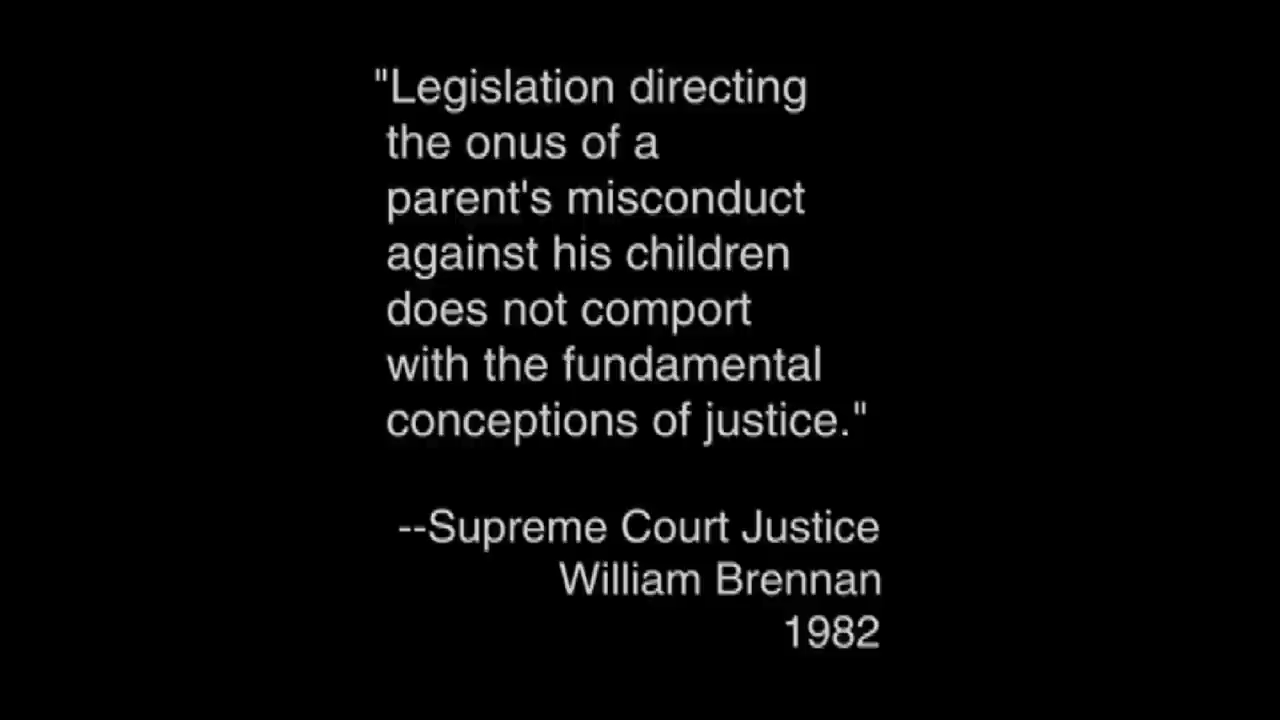 "Legislation directing
the onus of a
parent's misconduct
against his children
does not comport
with the fundamental
conceptions of justice."
--Supreme Court Justice
William Brennan
1982